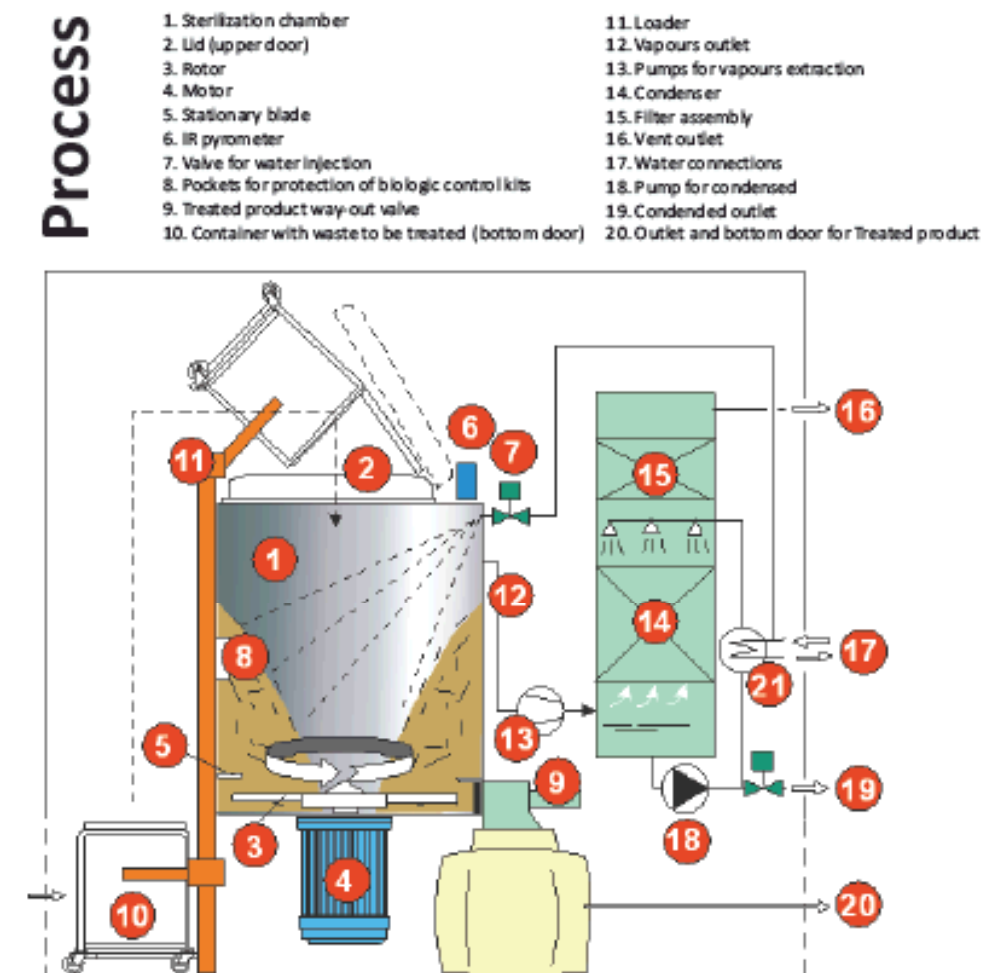 Process
1. Sterilization chamber
2. Lid (upper door)
3. Rotor
4. Motor
5. Stationary blade
6. IR pyrometer
7. Valve for water injection
8. Pockets for protection of biologic control kits
9. Treated product way-out valve
10. Container with waste to be treated (bottom door)
11. Loader
12. Vapours outlet
13. Pumps for vapours extraction
14. Condenser
15. Filter assembly
16. Vent outlet
17. Water connections
18. Pump for condensed
19. Condended outlet
20. Outlet and bottom door for Treated product
16
6
7
11
2
15
1
12
14
8
17
21
5
13
9
19
18
3
4
20
10